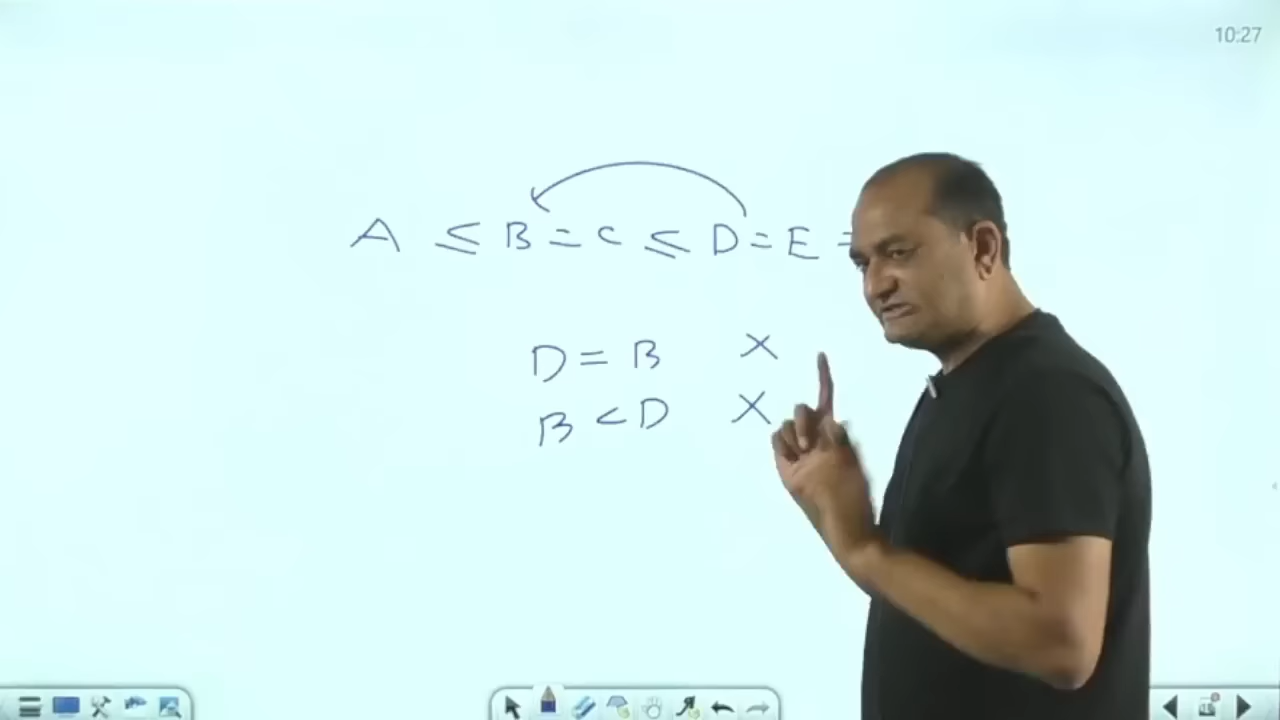 10:27
A ≤ B = C ≤ D = E =
D = B X
B < D X